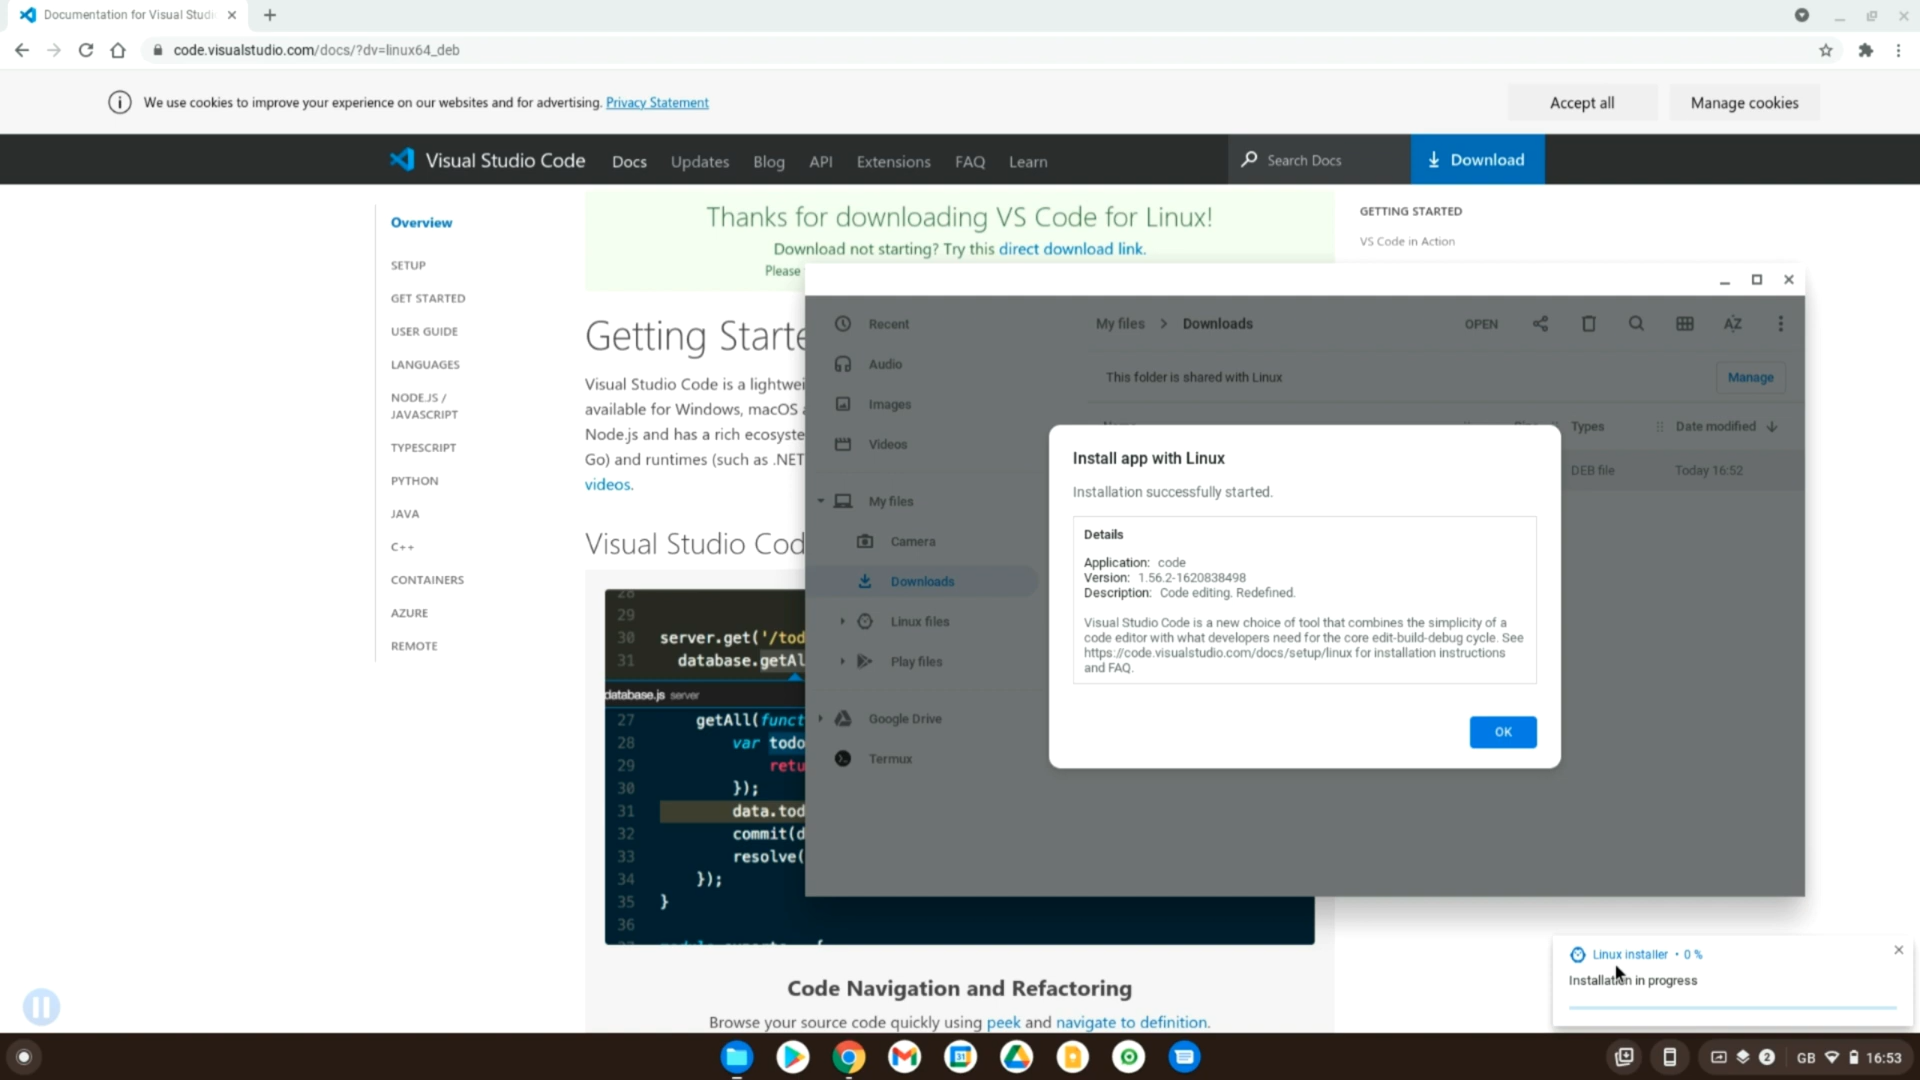 Documentation for Visual Studi
code.visualstudio.com/docs/?dv=linux64_deb
We use cookies to improve your experience on our websites and for advertising. Privacy Statement
Accept all
Manage cookies
Visual Studio Code
Docs
Updates
Blog
API
Extensions
FAQ
Learn
Search Docs
Download
Overview
SETUP
GET STARTED
USER GUIDE
LANGUAGES
NODE.JS /
JAVASCRIPT
TYPESCRIPT
PYTHON
JAVA
C++
CONTAINERS
AZURE
REMOTE
Thanks for downloading VS Code for Linux!
Download not starting? Try this direct download link.
Please
GETTING STARTED
VS Code in Action
Getting Starte
Visual Studio Code is a lightwei
available for Windows, macOS a
Node.js and has a rich ecosyste
Go) and runtimes (such as .NET
videos.
Visual Studio Cod
28
29
30 server.get('/tod
31 database.getAl
database.js server
27 getAll(funct
28 var todo
29 retu
30 });
31 data.tod
32 commit(d
33 resolve(
34 });
35 }
36
Code Navigation and Refactoring
Browse your source code quickly using peek and navigate to definition.
Recent
Audio
Images
Videos
My files
Camera
Downloads
Linux files
Play files
Google Drive
Termux
My files > Downloads
OPEN
AZ
This folder is shared with Linux
Manage
Types
Date modified
DEB file
Today 16:52
Install app with Linux
Installation successfully started.
Details
Application: code
Version: 1.56.2-1620838498
Description: Code editing. Redefined.
Visual Studio Code is a new choice of tool that combines the simplicity of a
code editor with what developers need for the core edit-build-debug cycle. See
https://code.visualstudio.com/docs/setup/linux for installation instructions
and FAQ.
OK
Linux installer • 0 %
Installation in progress
31
2
GB
16:53